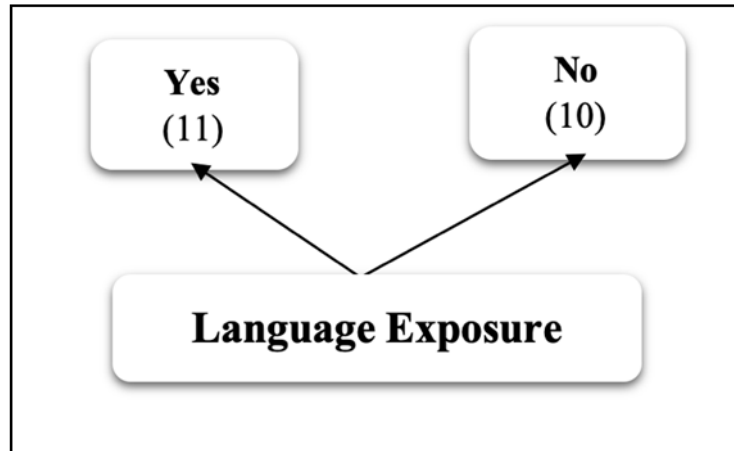 Yes
(11)
No
(10)
Language Exposure